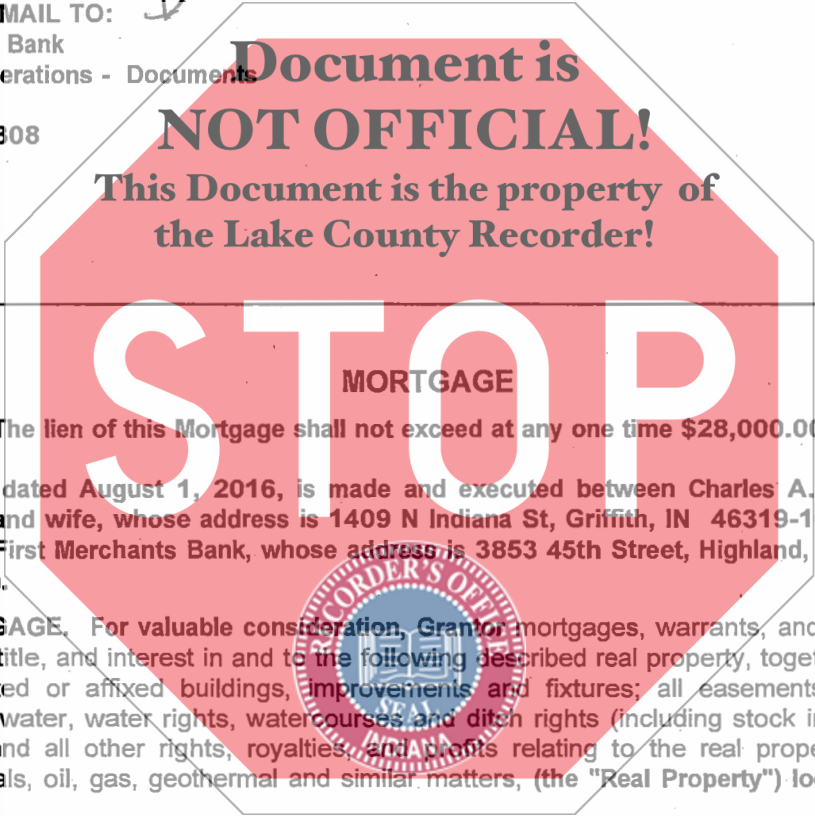 MAIL TO:
Bank
erations - Documents
308
Document is
NOT OFFICIAL!
This Document is the property of
the Lake County Recorder!
STOP
MORTGAGE
The lien of this Mortgage shall not exceed at any one time $28,000.00
dated August 1, 2016, is made and executed between Charles A.
and wife, whose address is 1409 N Indiana St, Griffith, IN 46319-1
First Merchants Bank, whose address is 3853 45th Street, Highland,
GAGE. For valuable consideration, Grantor mortgages, warrants, and
title, and interest in and to the following described real property, toget
ed or affixed buildings, improvements and fixtures; all easements
water, water rights, watercourses and ditch rights (including stock i
and all other rights, royalties, and profits relating to the real prope
als, oil, gas, geothermal and similar matters, (the "Real Property") lo
RECORDER'S OFFICE
SEAL
INDIANA